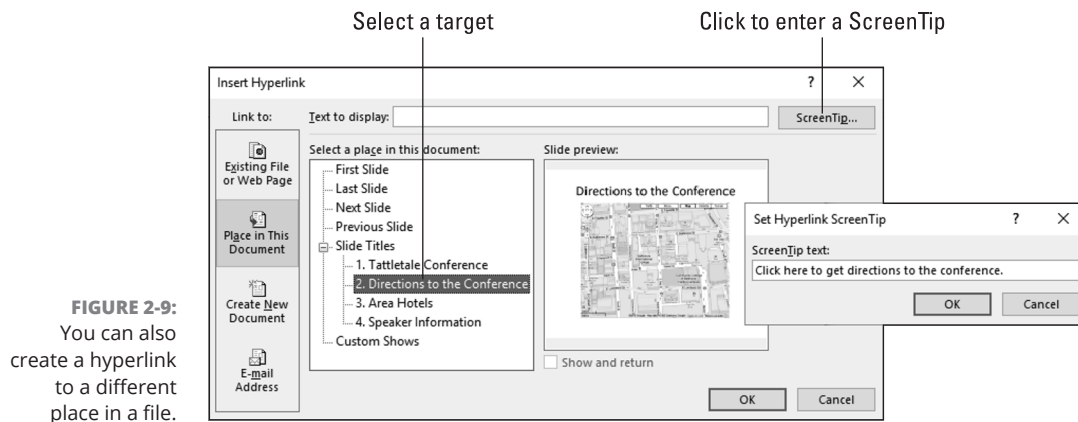 Select a target
Click to enter a ScreenTip
Insert Hyperlink ? ×
Link to:
Text to display:
ScreenTip...
Existing File
or Web Page
Place in This
Document
Create New
Document
E-mail
Address
Select a place in this document:
First Slide
Last Slide
Next Slide
Previous Slide
Slide Titles
1. Tattletale Conference
2. Directions to the Conference
3. Area Hotels
4. Speaker Information
Custom Shows
Slide preview:
Directions to the Conference
Show and return
OK
Cancel
Set Hyperlink ScreenTip ? ×
ScreenTip text:
Click here to get directions to the conference.
OK
Cancel
FIGURE 2-9:
You can also
create a hyperlink
to a different
place in a file.